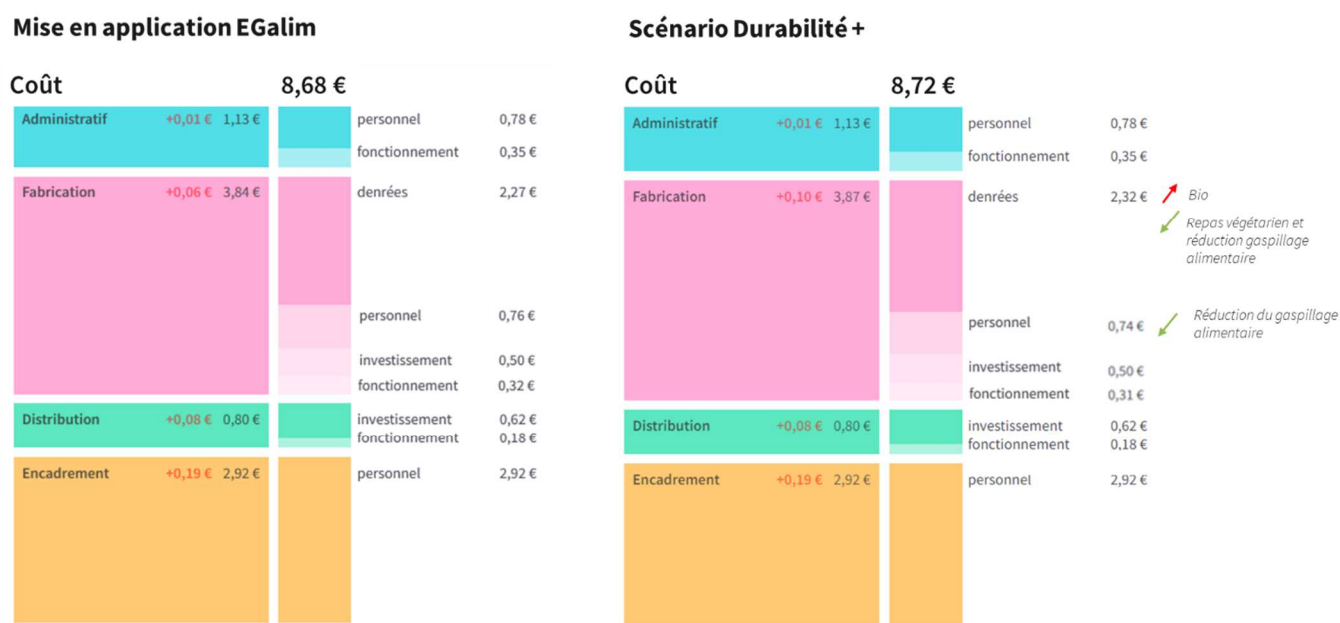 Mise en application EGalim
Coût 8,68 €
Administratif +0,01 € 1,13 € personnel 0,78 €
fonctionnement 0,35 €
Fabrication +0,06 € 3,84 € denrées 2,27 €
personnel 0,76 €
investissement 0,50 €
fonctionnement 0,32 €
Distribution +0,08 € 0,80 € investissement 0,62 €
fonctionnement 0,18 €
Encadrement +0,19 € 2,92 € personnel 2,92 €
Scénario Durabilité +
Coût 8,72 €
Administratif +0,01 € 1,13 € personnel 0,78 €
fonctionnement 0,35 €
Fabrication +0,10 € 3,87 € denrées 2,32 € Bio
Repas végétarien et
réduction gaspillage
alimentaire
personnel 0,74 € Réduction du gaspillage
alimentaire
investissement 0,50 €
fonctionnement 0,31 €
Distribution +0,08 € 0,80 € investissement 0,62 €
fonctionnement 0,18 €
Encadrement +0,19 € 2,92 € personnel 2,92 €